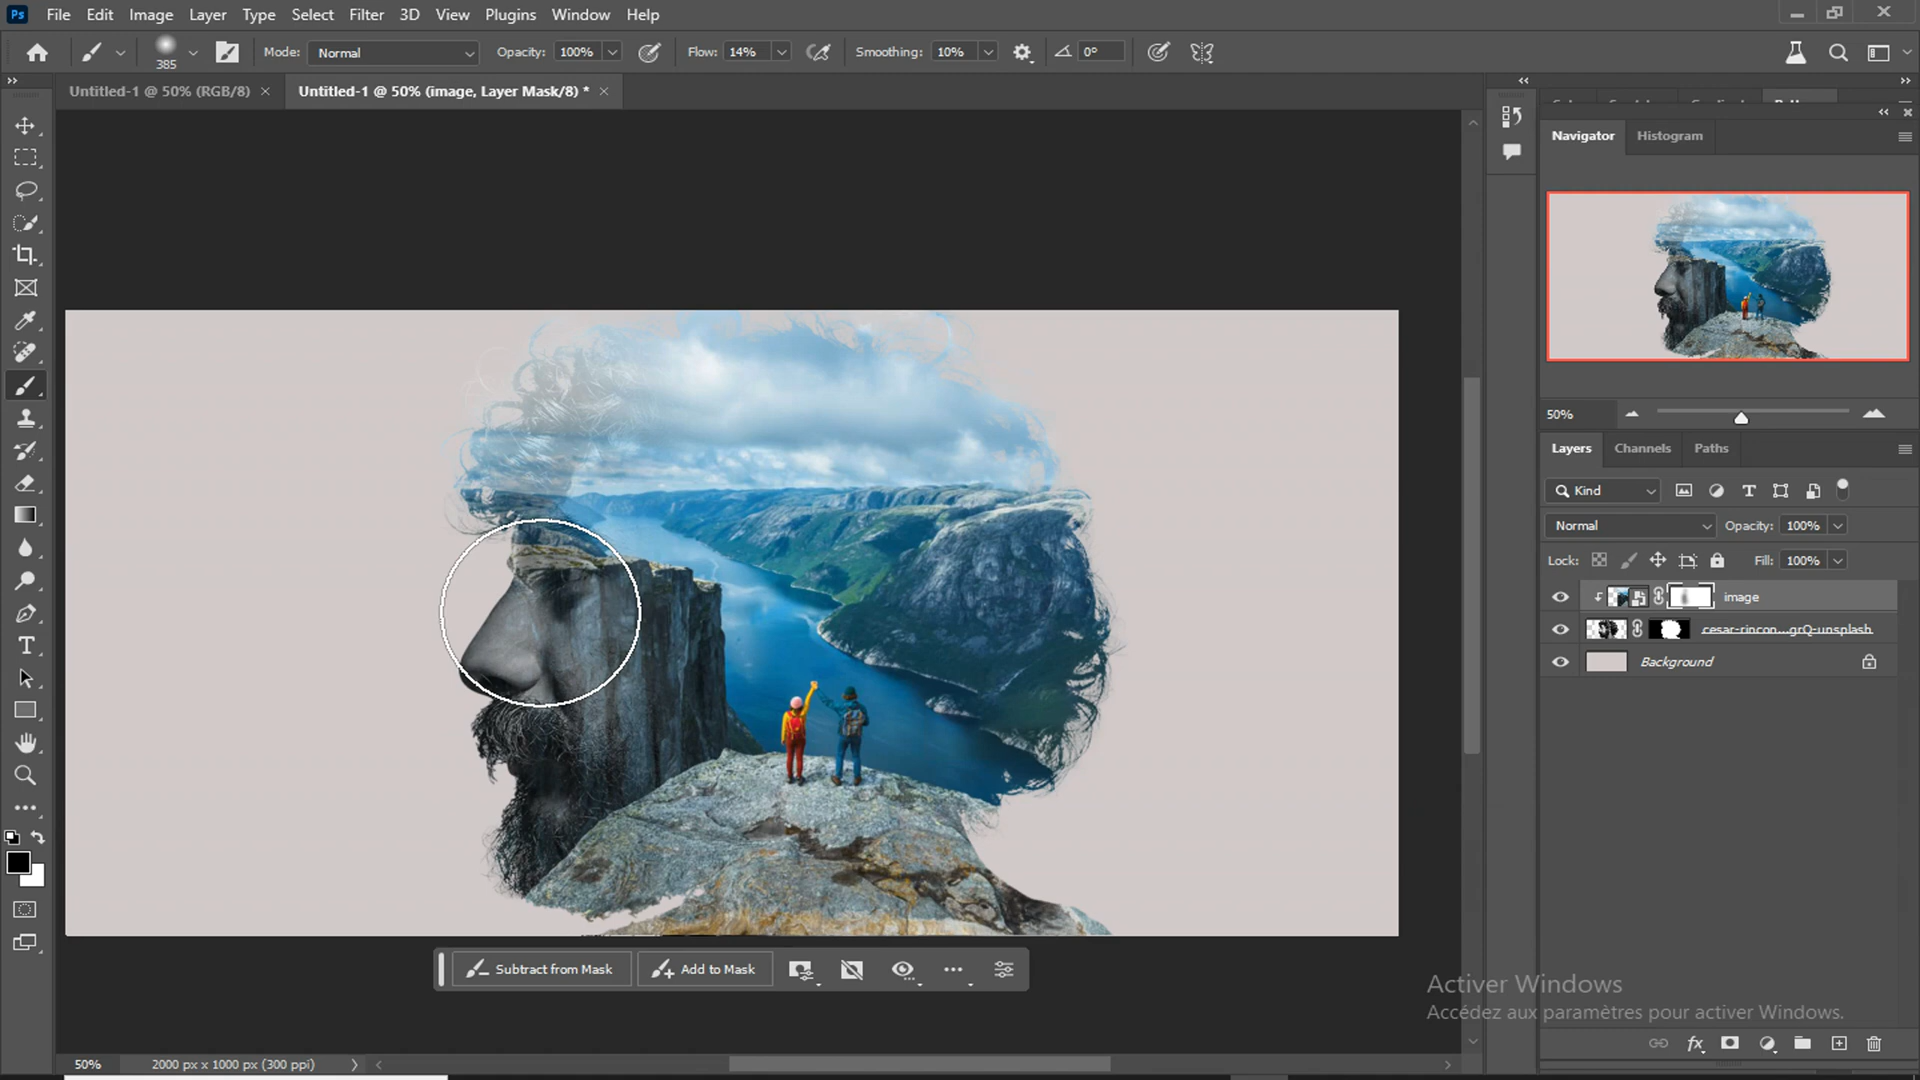 Ps File Edit Image Layer Type Select Filter 3D View Plugins Window Help
385 Mode: Normal Opacity: 100% Flow: 14% Smoothing: 10% 0°
Untitled-1 @ 50% (RGB/8) × Untitled-1 @ 50% (image, Layer Mask/8) * ×
Navigator Histogram
50%
Layers Channels Paths
Kind
Normal Opacity: 100%
Lock: Fill: 100%
image
cesar-rincon...grQ-unsplash
Background
Subtract from Mask Add to Mask
Activer Windows
Accédez aux paramètres pour activer Windows.
50% 2000 px x 1000 px (300 ppi)